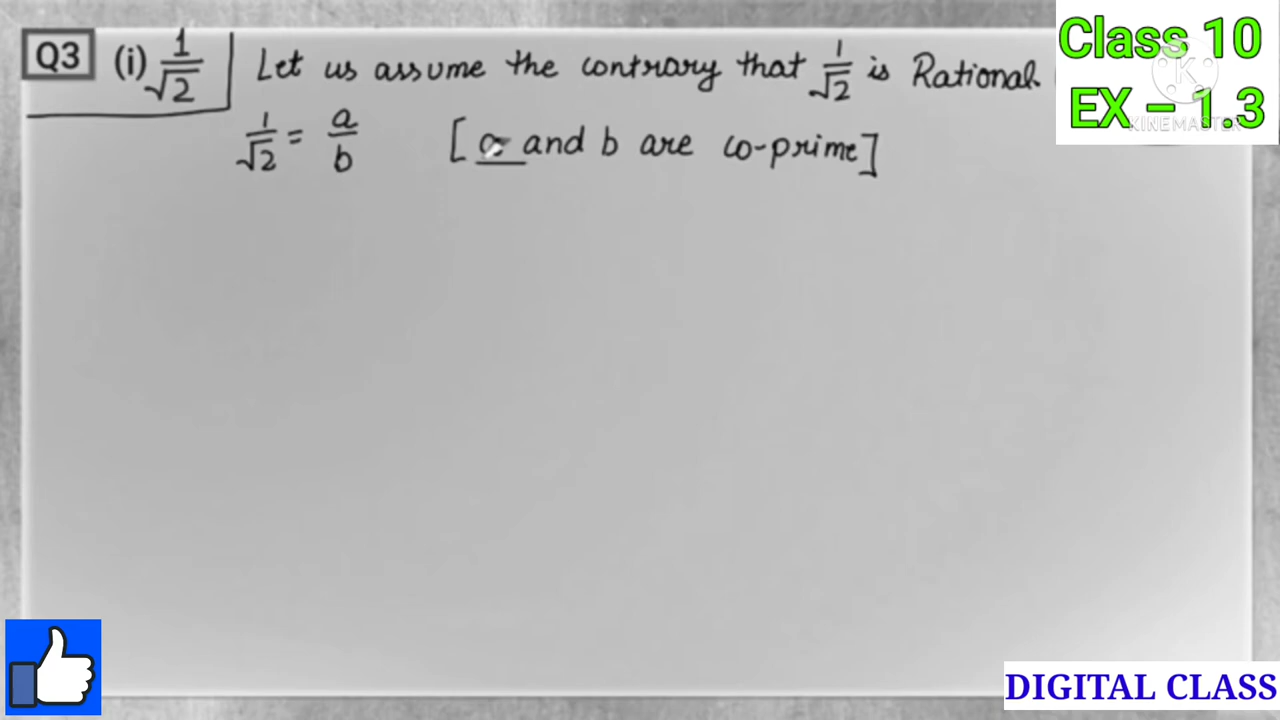 Q3 (i) 1/√2 Let us assume the contrary that 1/√2 is Rational
1/√2 = a/b [a and b are co-prime]
Class 10
EX – 1.3
KINEMASTER
DIGITAL CLASS